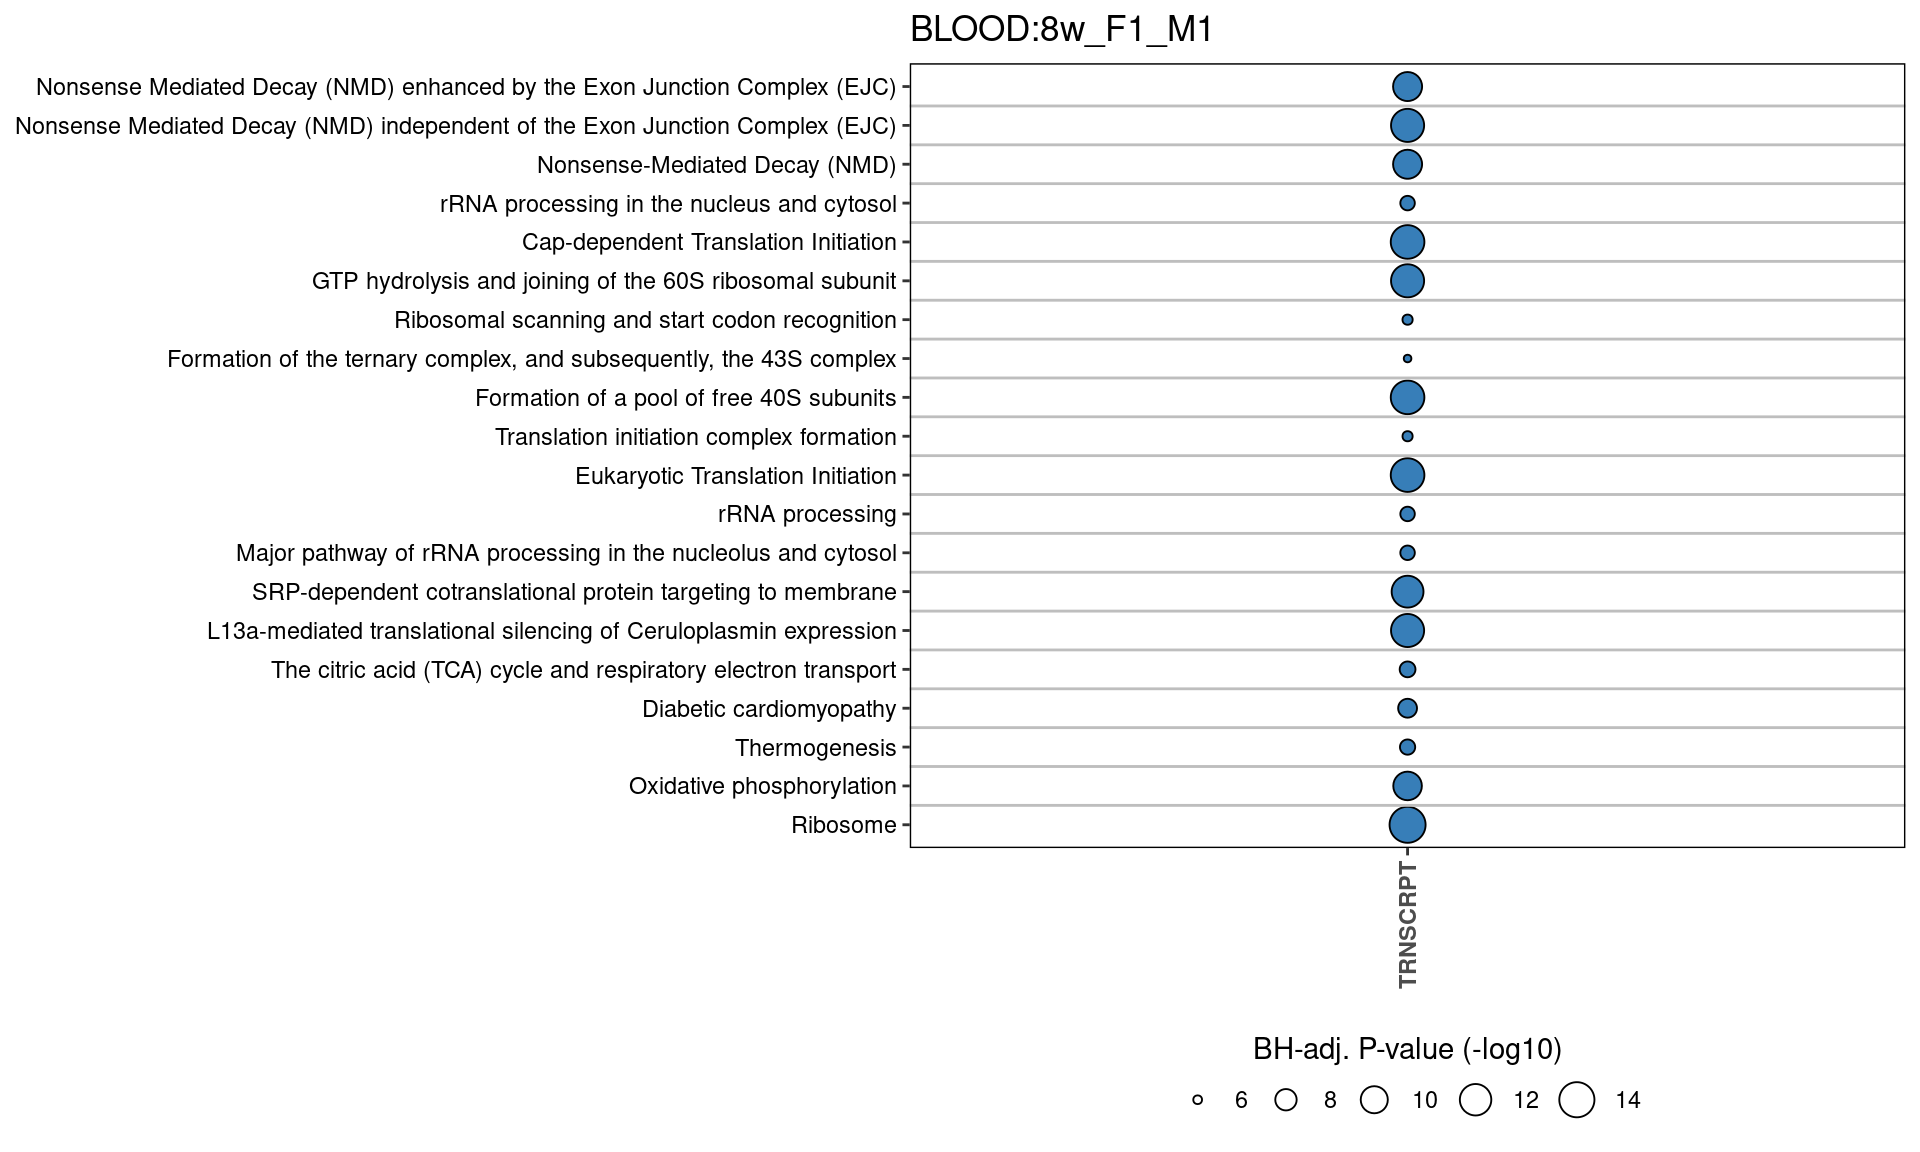 BLOOD:8w_F1_M1
Nonsense Mediated Decay (NMD) enhanced by the Exon Junction Complex (EJC)
Nonsense Mediated Decay (NMD) independent of the Exon Junction Complex (EJC)
Nonsense-Mediated Decay (NMD)
rRNA processing in the nucleus and cytosol
Cap-dependent Translation Initiation
GTP hydrolysis and joining of the 60S ribosomal subunit
Ribosomal scanning and start codon recognition
Formation of the ternary complex, and subsequently, the 43S complex
Formation of a pool of free 40S subunits
Translation initiation complex formation
Eukaryotic Translation Initiation
rRNA processing
Major pathway of rRNA processing in the nucleolus and cytosol
SRP-dependent cotranslational protein targeting to membrane
L13a-mediated translational silencing of Ceruloplasmin expression
The citric acid (TCA) cycle and respiratory electron transport
Diabetic cardiomyopathy
Thermogenesis
Oxidative phosphorylation
Ribosome
TRNSCRPT
BH-adj. P-value (-log10)
6 8 10 12 14